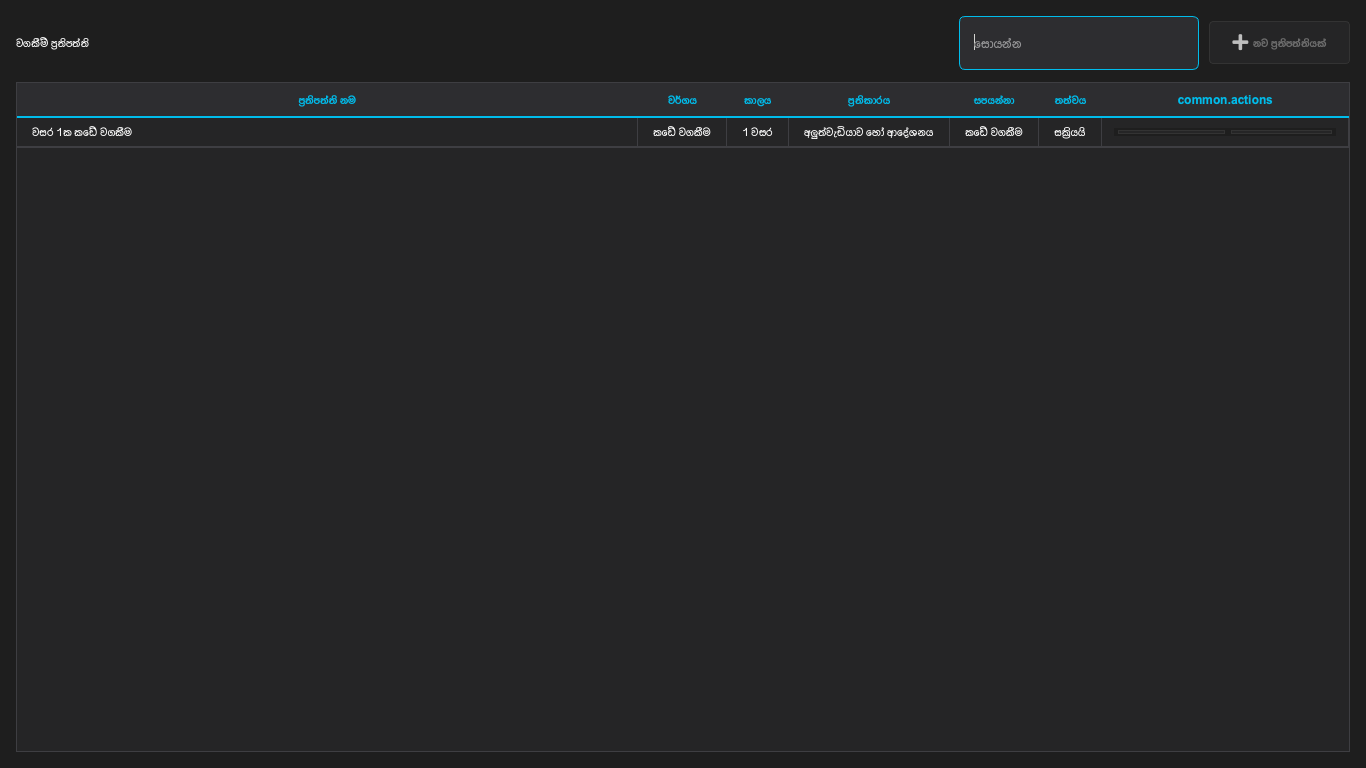 වගකීම් ප්‍රතිපත්ති
සොයන්න
නව ප්‍රතිපත්තියක්
ප්‍රතිපත්ති නම වර්ගය කාලය ප්‍රතිකාරය සපයන්නා තත්වය common.actions
වසර 1ක කඩේ වගකීම කඩේ වගකීම 1 වසර අලුත්වැඩියාව හෝ ආදේශනය කඩේ වගකීම සක්‍රියයි